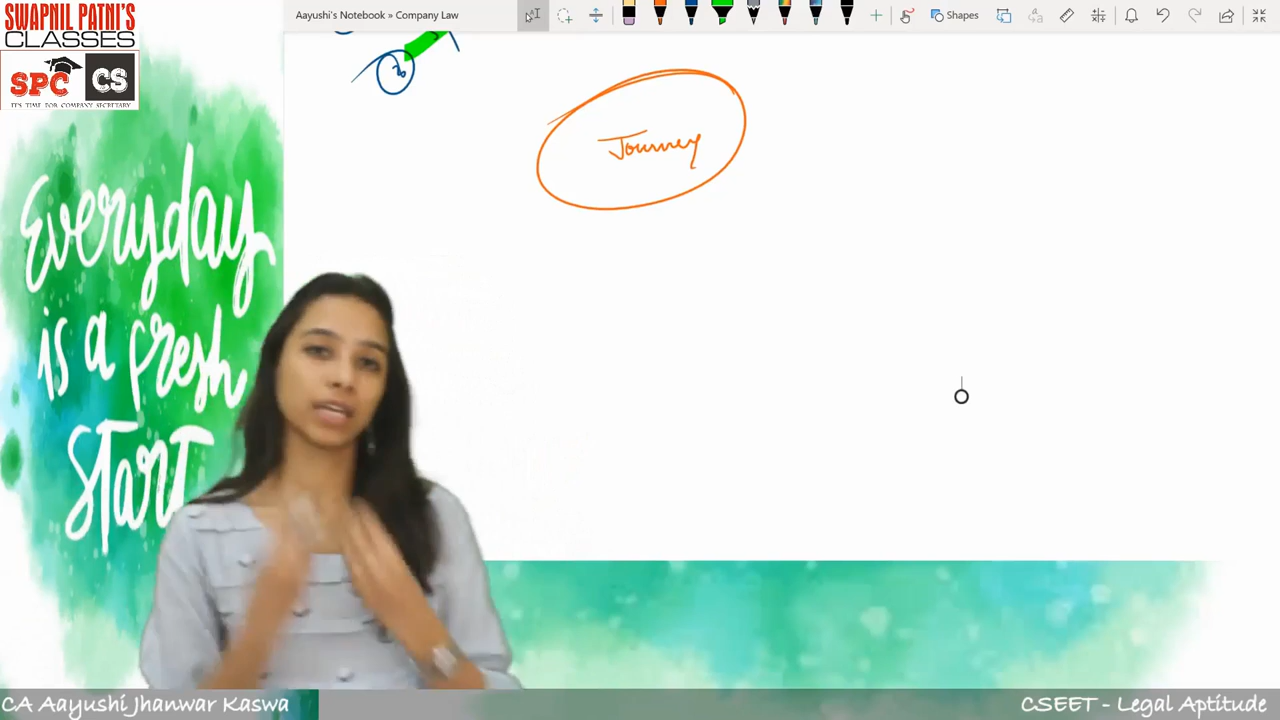 SWAPNIL PATNI'S
CLASSES
SPC CS
IT'S TIME FOR COMPANY SECRETARY
Aayushi's Notebook » Company Law
Shapes
Journey
Everyday
is a fresh
START
CA Aayushi Jhanwar Kaswa
CSEET - Legal Aptitude